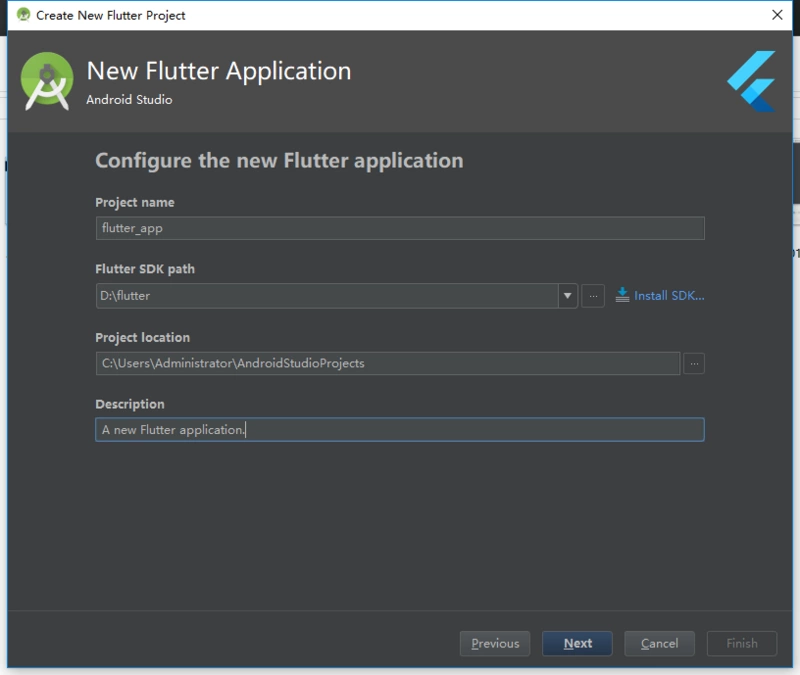 Create New Flutter Project
New Flutter Application
Android Studio
Configure the new Flutter application
Project name
flutter_app
Flutter SDK path
D:\flutter
... Install SDK...
Project location
C:\Users\Administrator\AndroidStudioProjects
...
Description
A new Flutter application.
Previous Next Cancel Finish